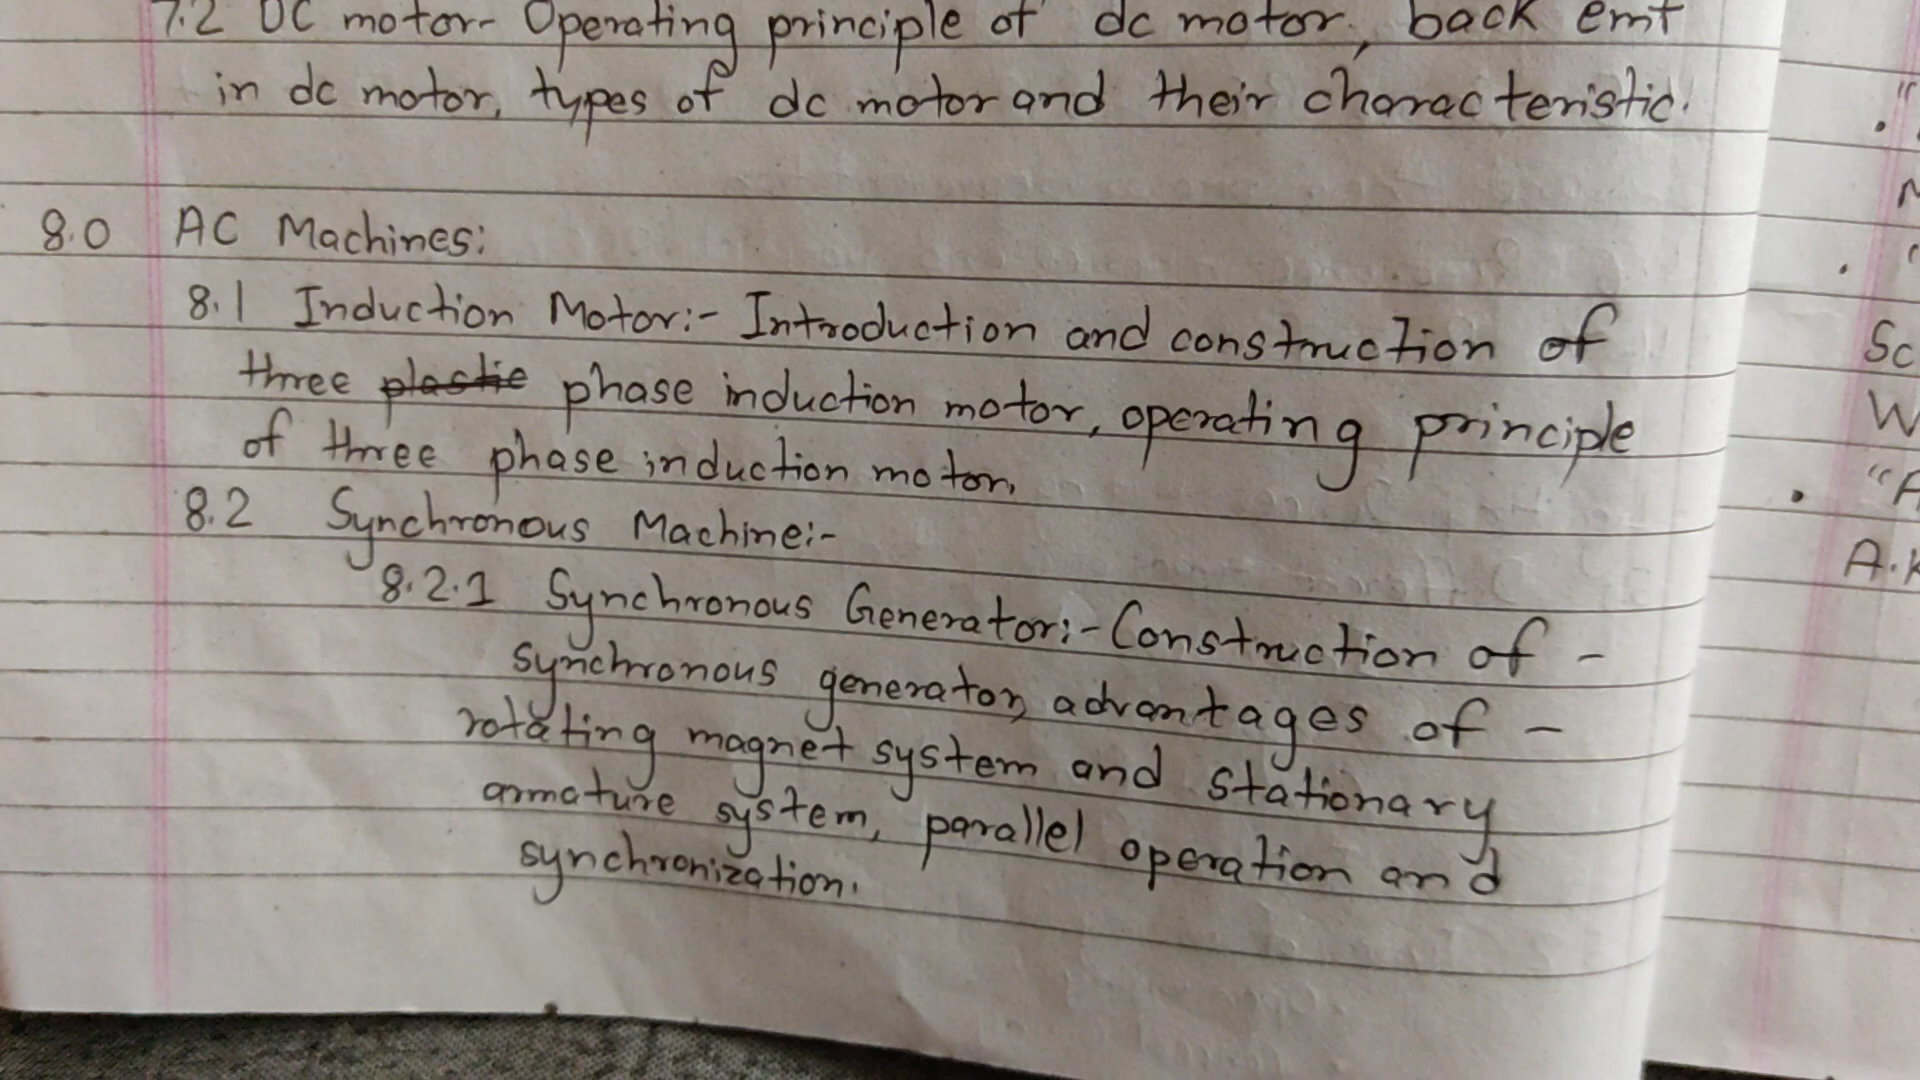 7.2 DC motor- Operating principle of dc motor, back emf
in dc motor, types of dc motor and their characteristic.
8.0 AC Machines:
8.1 Induction Motor:- Introduction and construction of
three plastic phase induction motor, operating principle
of three phase induction motor,
8.2 Synchronous Machine:-
8.2.1 Synchronous Generator:- Construction of -
synchronous generator, advantages of -
rotating magnet system and stationary
armature system, parallel operation and
synchronization.
Sc
W
"A
A.K